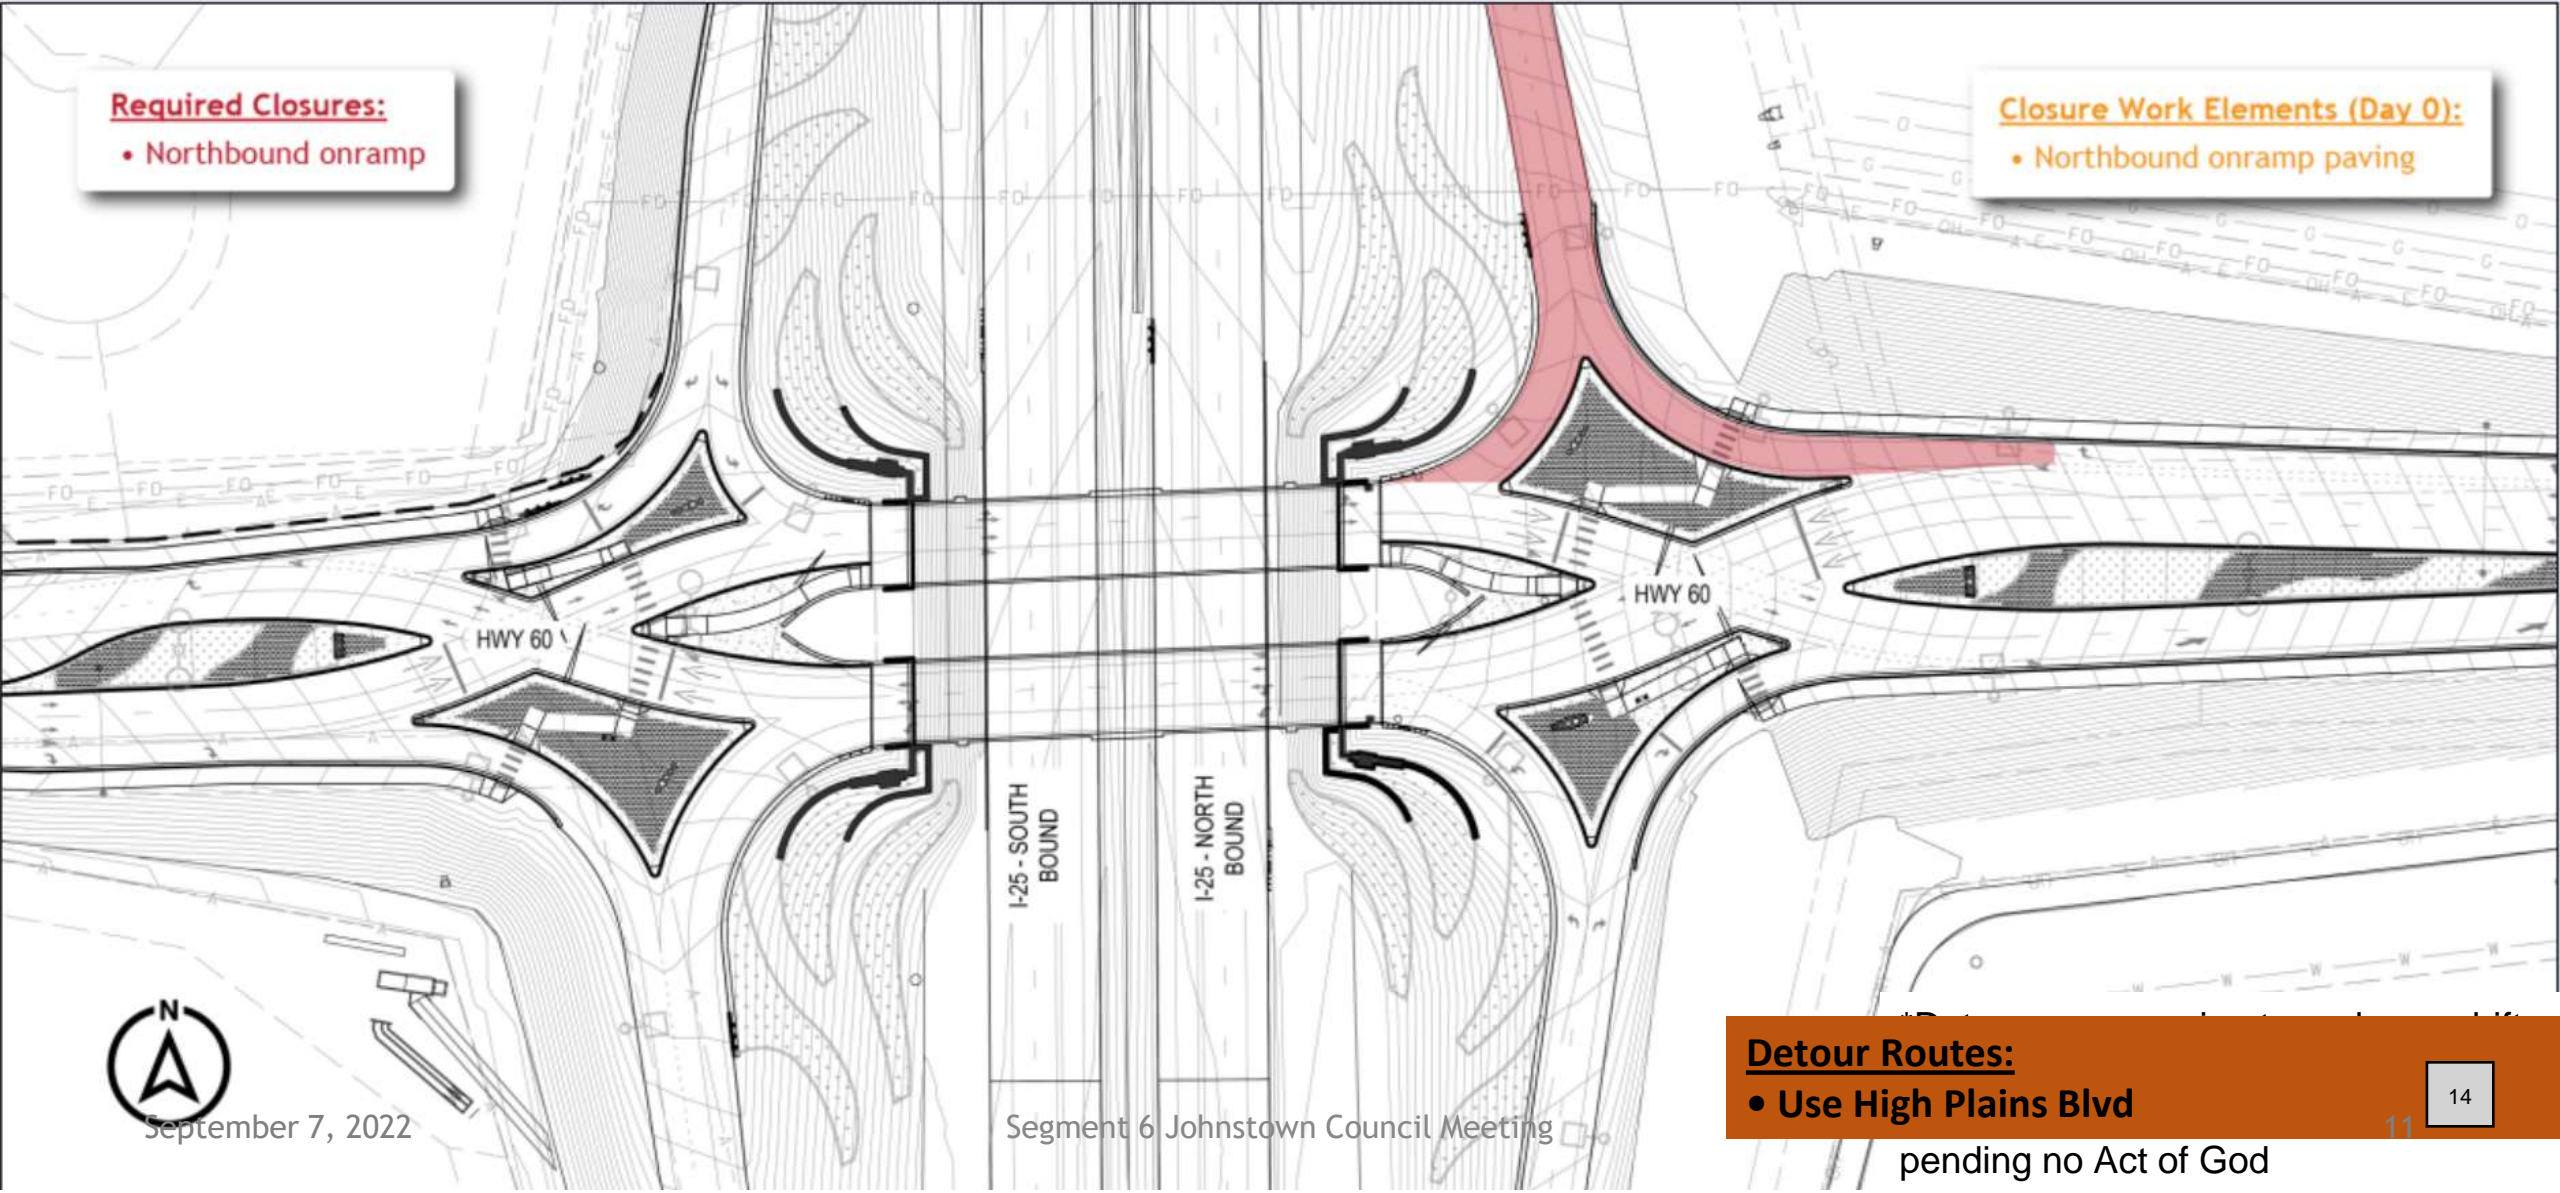 Required Closures:
• Northbound onramp
Closure Work Elements (Day 0):
• Northbound onramp paving
HWY 60
HWY 60
I-25 - SOUTH
BOUND
I-25 - NORTH
BOUND
N
Detour Routes:
• Use High Plains Blvd
14
11
September 7, 2022
Segment 6 Johnstown Council Meeting
pending no Act of God